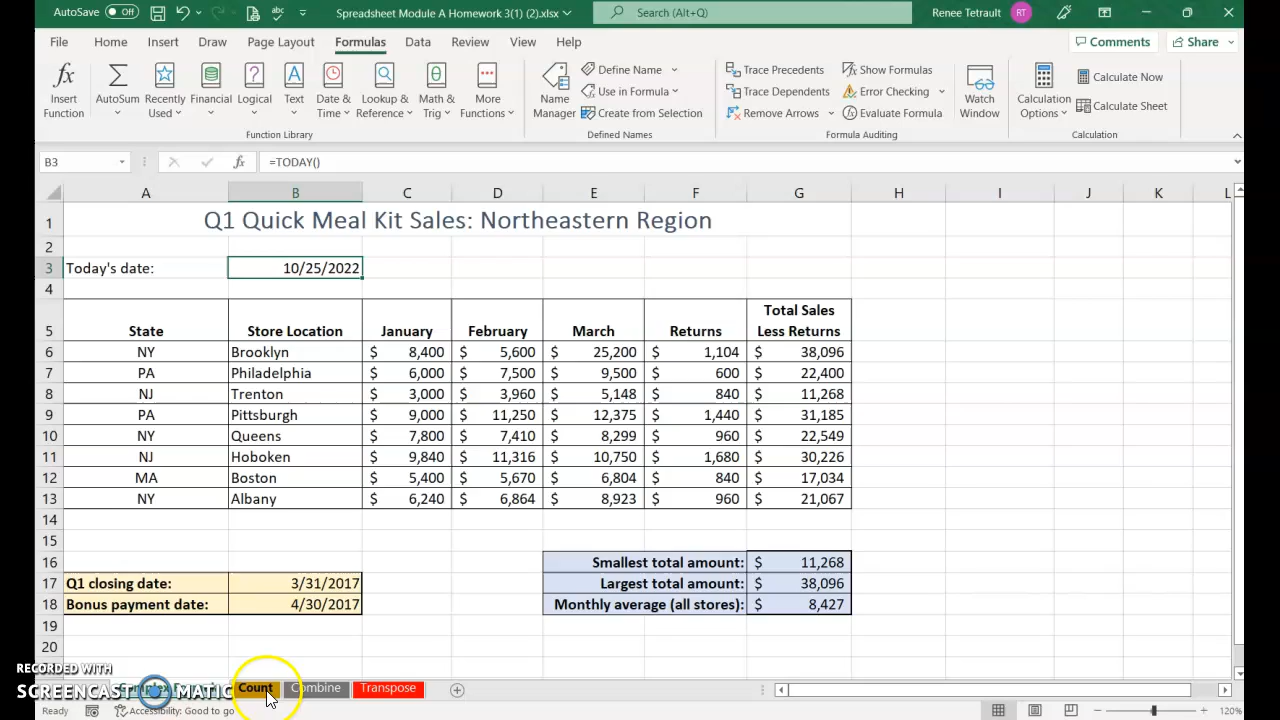 AutoSave Off Spreadsheet Module A Homework 3(1) (2).xlsx Search (Alt+Q) Renee Tetrault RT
File Home Insert Draw Page Layout Formulas Data Review View Help Comments Share
Insert Function
AutoSum
Recently Used
Financial
Logical
Text
Date & Time
Lookup & Reference
Math & Trig
More Functions
Function Library
Name Manager
Define Name
Use in Formula
Create from Selection
Defined Names
Trace Precedents
Trace Dependents
Remove Arrows
Show Formulas
Error Checking
Evaluate Formula
Formula Auditing
Watch Window
Calculation Options
Calculate Now
Calculate Sheet
Calculation
B3 fx =TODAY()
A B C D E F G H I J K L
1 Q1 Quick Meal Kit Sales: Northeastern Region
2
3 Today's date: 10/25/2022
4
5 State Store Location January February March Returns Total Sales Less Returns
6 NY Brooklyn $ 8,400 $ 5,600 $ 25,200 $ 1,104 $ 38,096
7 PA Philadelphia $ 6,000 $ 7,500 $ 9,500 $ 600 $ 22,400
8 NJ Trenton $ 3,000 $ 3,960 $ 5,148 $ 840 $ 11,268
9 PA Pittsburgh $ 9,000 $ 11,250 $ 12,375 $ 1,440 $ 31,185
10 NY Queens $ 7,800 $ 7,410 $ 8,299 $ 960 $ 22,549
11 NJ Hoboken $ 9,840 $ 11,316 $ 10,750 $ 1,680 $ 30,226
12 MA Boston $ 5,400 $ 5,670 $ 6,804 $ 840 $ 17,034
13 NY Albany $ 6,240 $ 6,864 $ 8,923 $ 960 $ 21,067
14
15
16 Smallest total amount: $ 11,268
17 Q1 closing date: 3/31/2017 Largest total amount: $ 38,096
18 Bonus payment date: 4/30/2017 Monthly average (all stores): $ 8,427
19
20
RECORDED WITH
SCREENCAST MATIC
Count Combine Transpose
Ready Accessibility: Good to go 120%